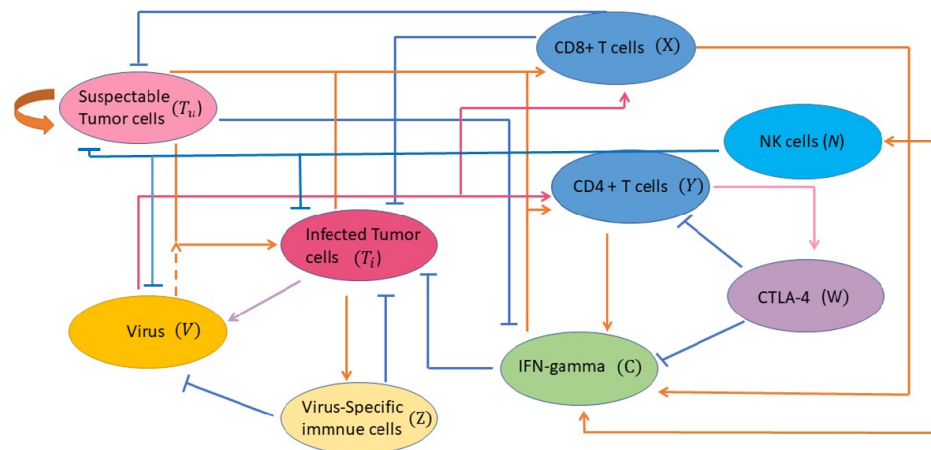 CD8+ T cells (X)
Suspectable
Tumor cells (Tᵤ)
NK cells (N)
CD4 + T cells (Y)
Infected Tumor
cells (Tᵢ)
CTLA-4 (W)
Virus (V)
IFN-gamma (C)
Virus-Specific
immnue cells (Z)